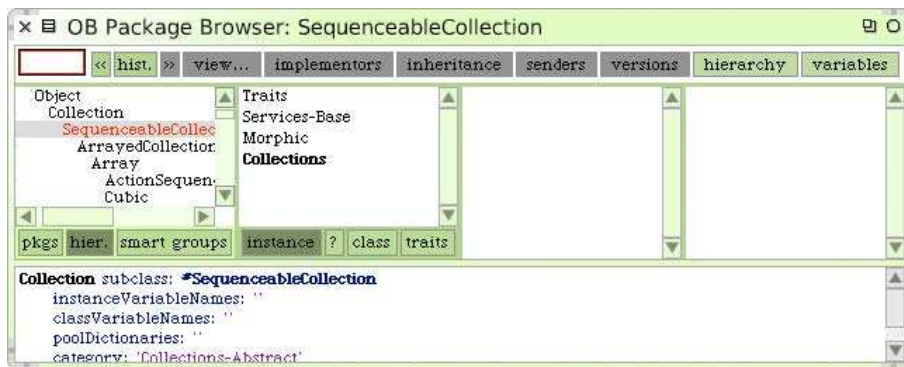 OB Package Browser: SequenceableCollection
<< hist. >> view... implementors inheritance senders versions hierarchy variables
Object
Collection
SequenceableCollec
ArrayedCollection
Array
ActionSequen
Cubic
pkgs hier. smart groups
Traits
Services-Base
Morphic
Collections
instance ? class traits
Collection subclass: #SequenceableCollection
instanceVariableNames: ''
classVariableNames: ''
poolDictionaries: ''
category: 'Collections-Abstract'